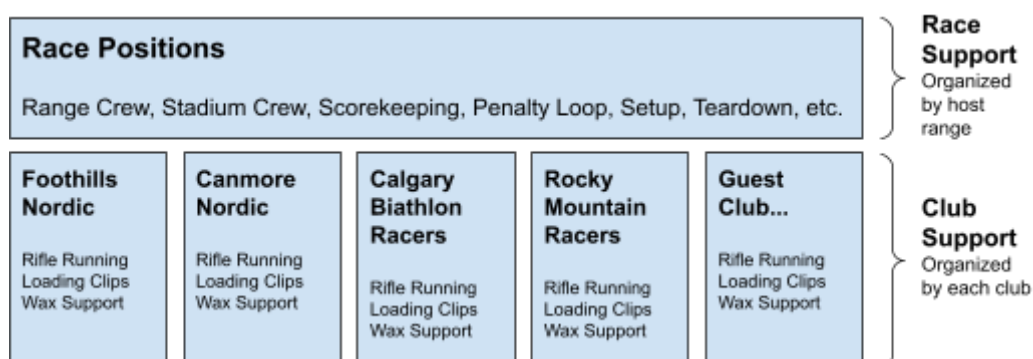 Race Positions
Range Crew, Stadium Crew, Scorekeeping, Penalty Loop, Setup, Teardown, etc.
Race
Support
Organized
by host
range
Foothills
Nordic
Rifle Running
Loading Clips
Wax Support
Canmore
Nordic
Rifle Running
Loading Clips
Wax Support
Calgary
Biathlon
Racers
Rifle Running
Loading Clips
Wax Support
Rocky
Mountain
Racers
Rifle Running
Loading Clips
Wax Support
Guest
Club...
Rifle Running
Loading Clips
Wax Support
Club
Support
Organized
by each club